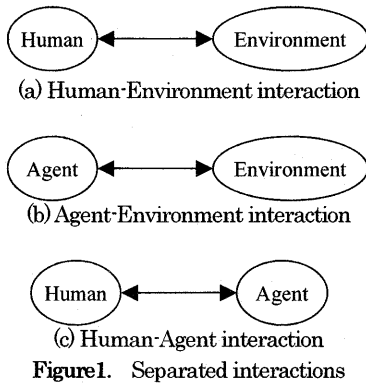 Human Environment
(a) Human-Environment interaction
Agent Environment
(b) Agent-Environment interaction
Human Agent
(c) Human-Agent interaction
Figure1. Separated interactions